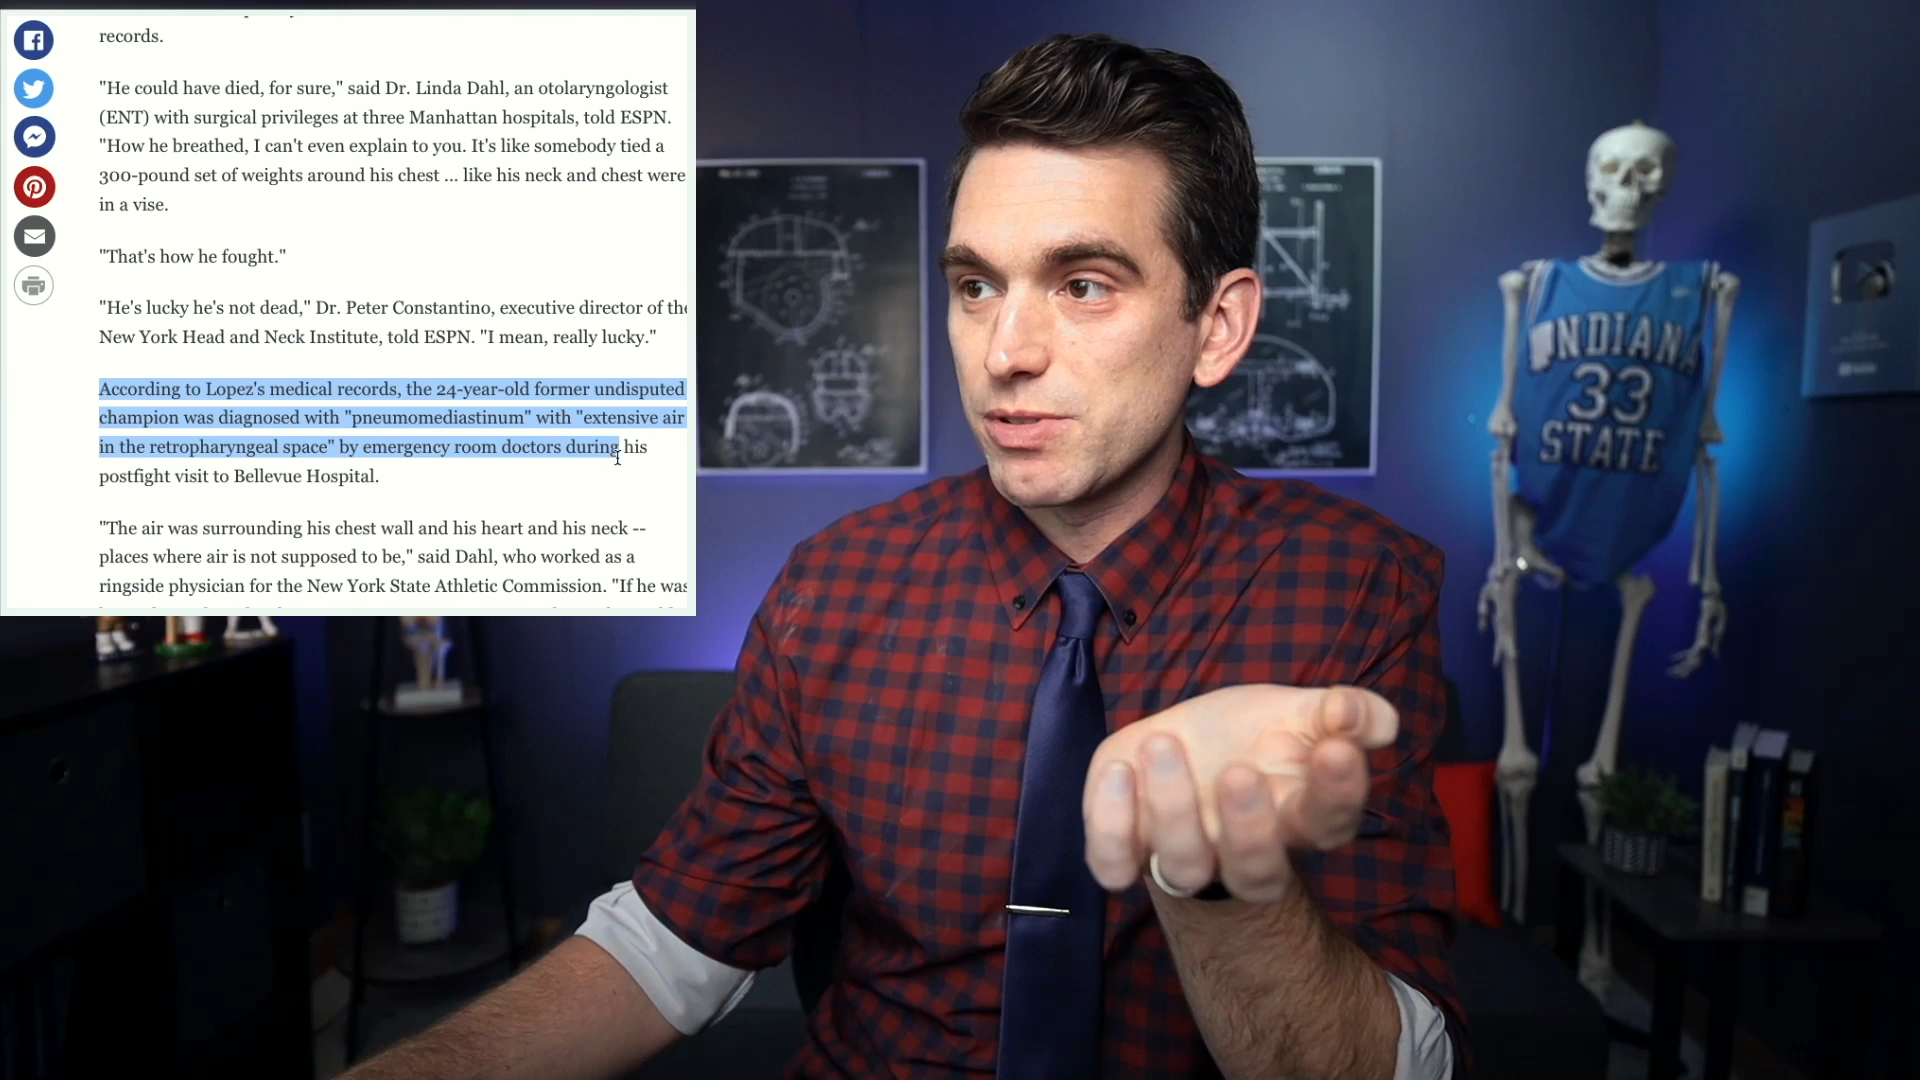 records.
"He could have died, for sure," said Dr. Linda Dahl, an otolaryngologist
(ENT) with surgical privileges at three Manhattan hospitals, told ESPN.
"How he breathed, I can't even explain to you. It's like somebody tied a
300-pound set of weights around his chest ... like his neck and chest were
in a vise.
"That's how he fought."
"He's lucky he's not dead," Dr. Peter Constantino, executive director of the
New York Head and Neck Institute, told ESPN. "I mean, really lucky."
According to Lopez's medical records, the 24-year-old former undisputed
champion was diagnosed with "pneumomediastinum" with "extensive air
in the retropharyngeal space" by emergency room doctors during his
postfight visit to Bellevue Hospital.
"The air was surrounding his chest wall and his heart and his neck --
places where air is not supposed to be," said Dahl, who worked as a
ringside physician for the New York State Athletic Commission. "If he was
INDIANA
33
STATE